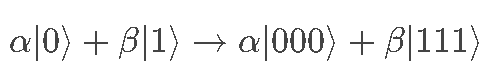 α|0⟩ + β|1⟩ → α|000⟩ + β|111⟩